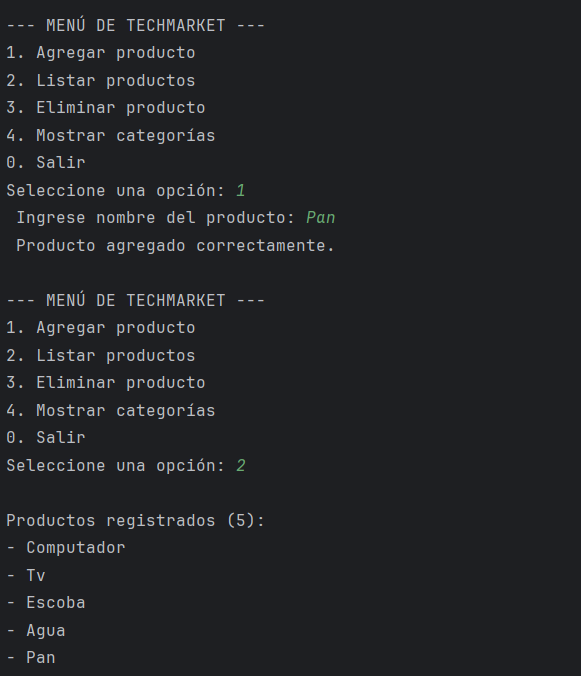 --- MENÚ DE TECHMARKET ---
1. Agregar producto
2. Listar productos
3. Eliminar producto
4. Mostrar categorías
0. Salir
Seleccione una opción: 1
Ingrese nombre del producto: Pan
Producto agregado correctamente.
--- MENÚ DE TECHMARKET ---
1. Agregar producto
2. Listar productos
3. Eliminar producto
4. Mostrar categorías
0. Salir
Seleccione una opción: 2
Productos registrados (5):
- Computador
- Tv
- Escoba
- Agua
- Pan